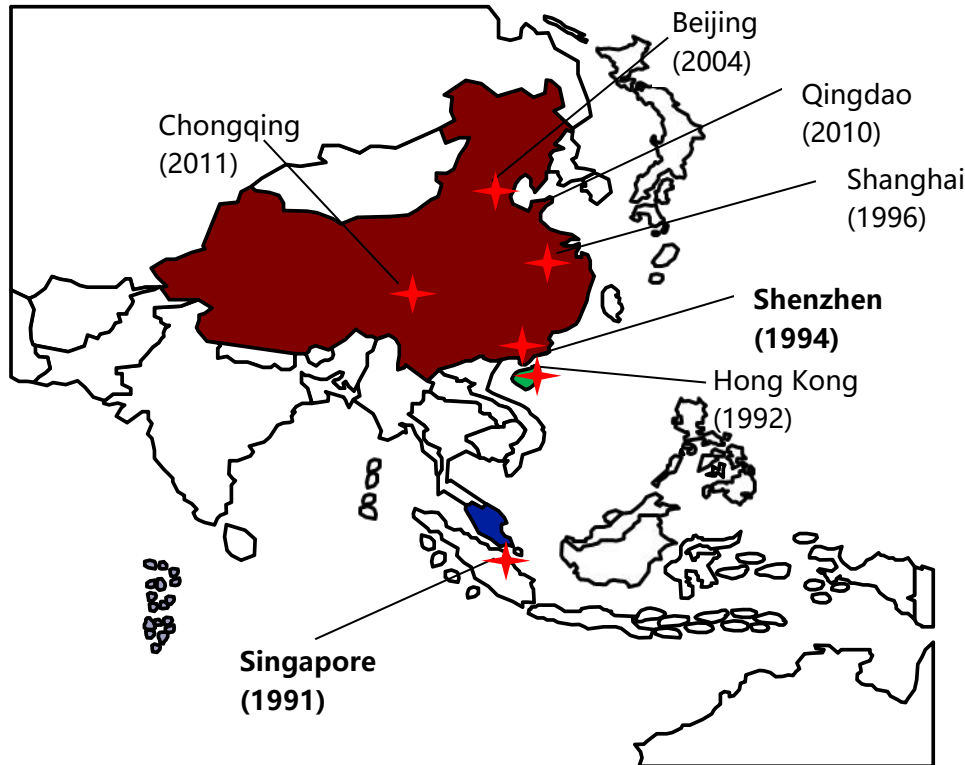 Beijing
(2004)
Qingdao
(2010)
Chongqing
(2011)
Shanghai
(1996)
Shenzhen
(1994)
Hong Kong
(1992)
Singapore
(1991)